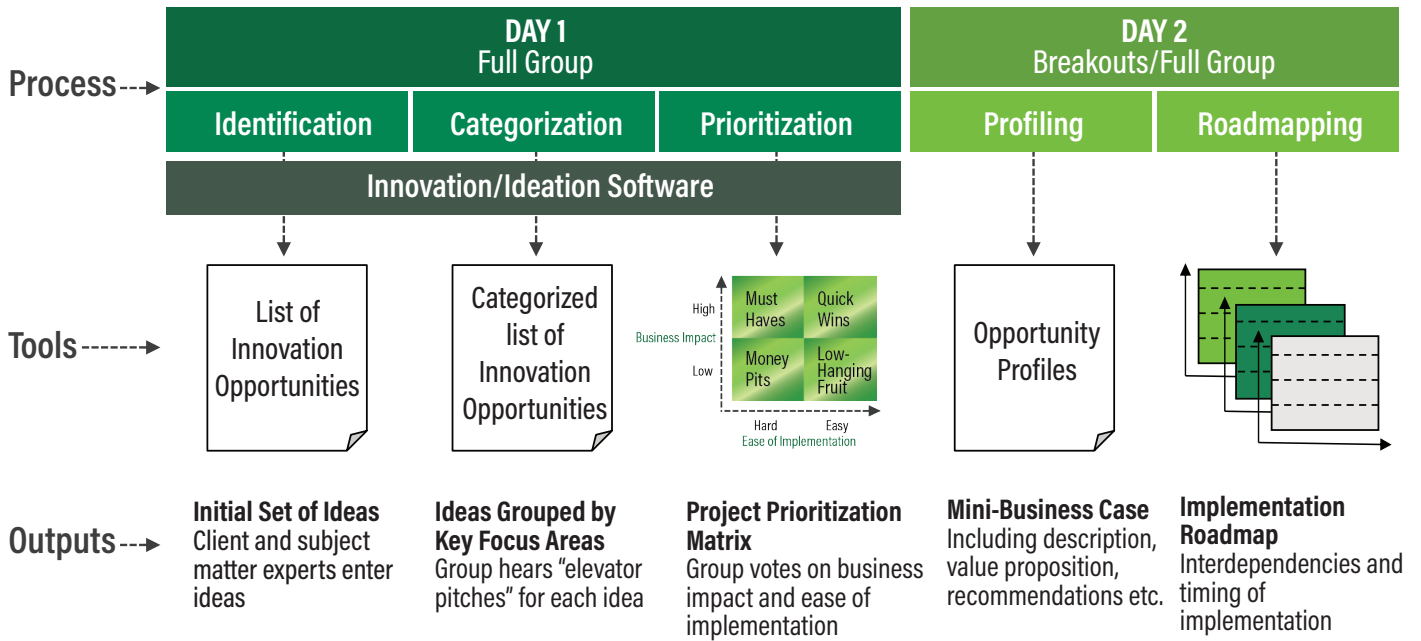 DAY 1
Full Group
DAY 2
Breakouts/Full Group
Process
Identification
Categorization
Prioritization
Profiling
Roadmapping
Innovation/Ideation Software
Tools
List of
Innovation
Opportunities
Categorized
list of
Innovation
Opportunities
High
Business Impact
Low
Must
Haves
Quick
Wins
Money
Pits
Low-
Hanging
Fruit
Hard
Easy
Ease of Implementation
Opportunity
Profiles
Outputs
Initial Set of Ideas
Client and subject
matter experts enter
ideas
Ideas Grouped by
Key Focus Areas
Group hears “elevator
pitches” for each idea
Project Prioritization
Matrix
Group votes on business
impact and ease of
implementation
Mini-Business Case
Including description,
value proposition,
recommendations etc.
Implementation
Roadmap
Interdependencies and
timing of
implementation